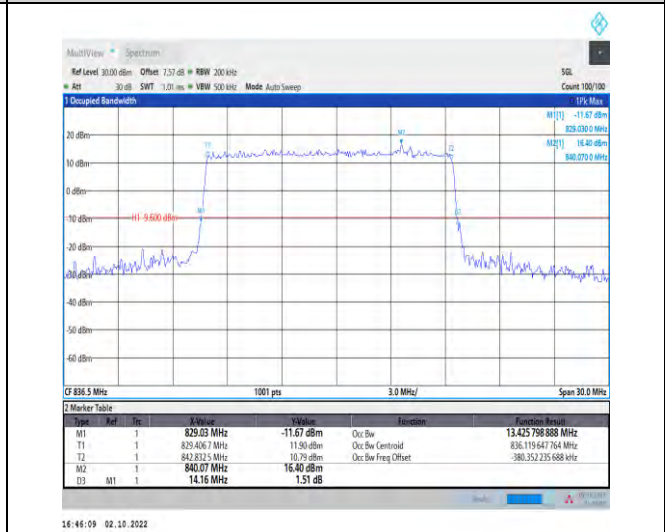 MultiView Spectrum
Ref Level 30.00 dBm Offset 7.57 dB RBW 200 kHz SGL
Att 30 dB SWT 1.01 ms VBW 500 kHz Mode Auto Sweep Count 100/100
1 Occupied Bandwidth 1Pk Max
M1[1] -11.67 dBm
829.030 0 MHz
M2[1] 16.40 dBm
840.070 0 MHz
20 dBm
M2
T1
T2
10 dBm
0 dBm
M1
-10 dBm H1 -9.600 dBm
D3
-20 dBm
-30 dBm
-40 dBm
-50 dBm
-60 dBm
CF 836.5 MHz 1001 pts 3.0 MHz/ Span 30.0 MHz
2 Marker Table
Type Ref Trc X-Value Y-Value Function Function Result
M1 1 829.03 MHz -11.67 dBm Occ Bw 13.425 798 888 MHz
T1 1 829.406 7 MHz 11.90 dBm Occ Bw Centroid 836.119 647 764 MHz
T2 1 842.832 5 MHz 10.79 dBm Occ Bw Freq Offset -380.352 235 688 kHz
M2 1 840.07 MHz 16.40 dBm
D3 M1 1 14.16 MHz 1.51 dB
16:46:09 02.10.2022